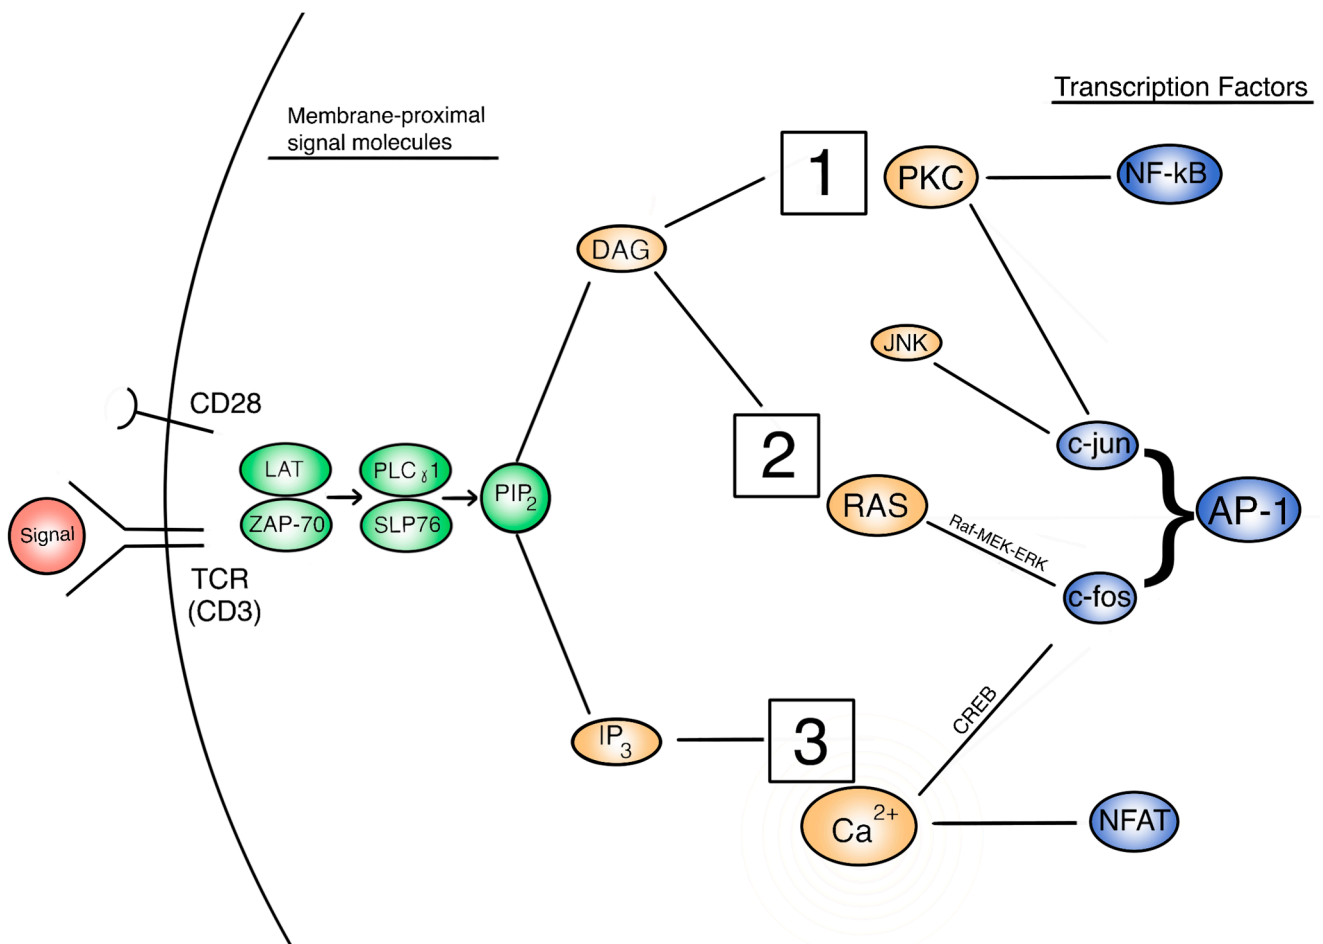 Transcription Factors
Membrane-proximal
signal molecules
1
PKC
NF-kB
DAG
JNK
CD28
2
c-jun
LAT
PLCɣ1
PIP2
ZAP-70
SLP76
RAS
AP-1
Signal
Raf-MEK-ERK
TCR
(CD3)
c-fos
CREB
IP3
3
Ca2+
NFAT